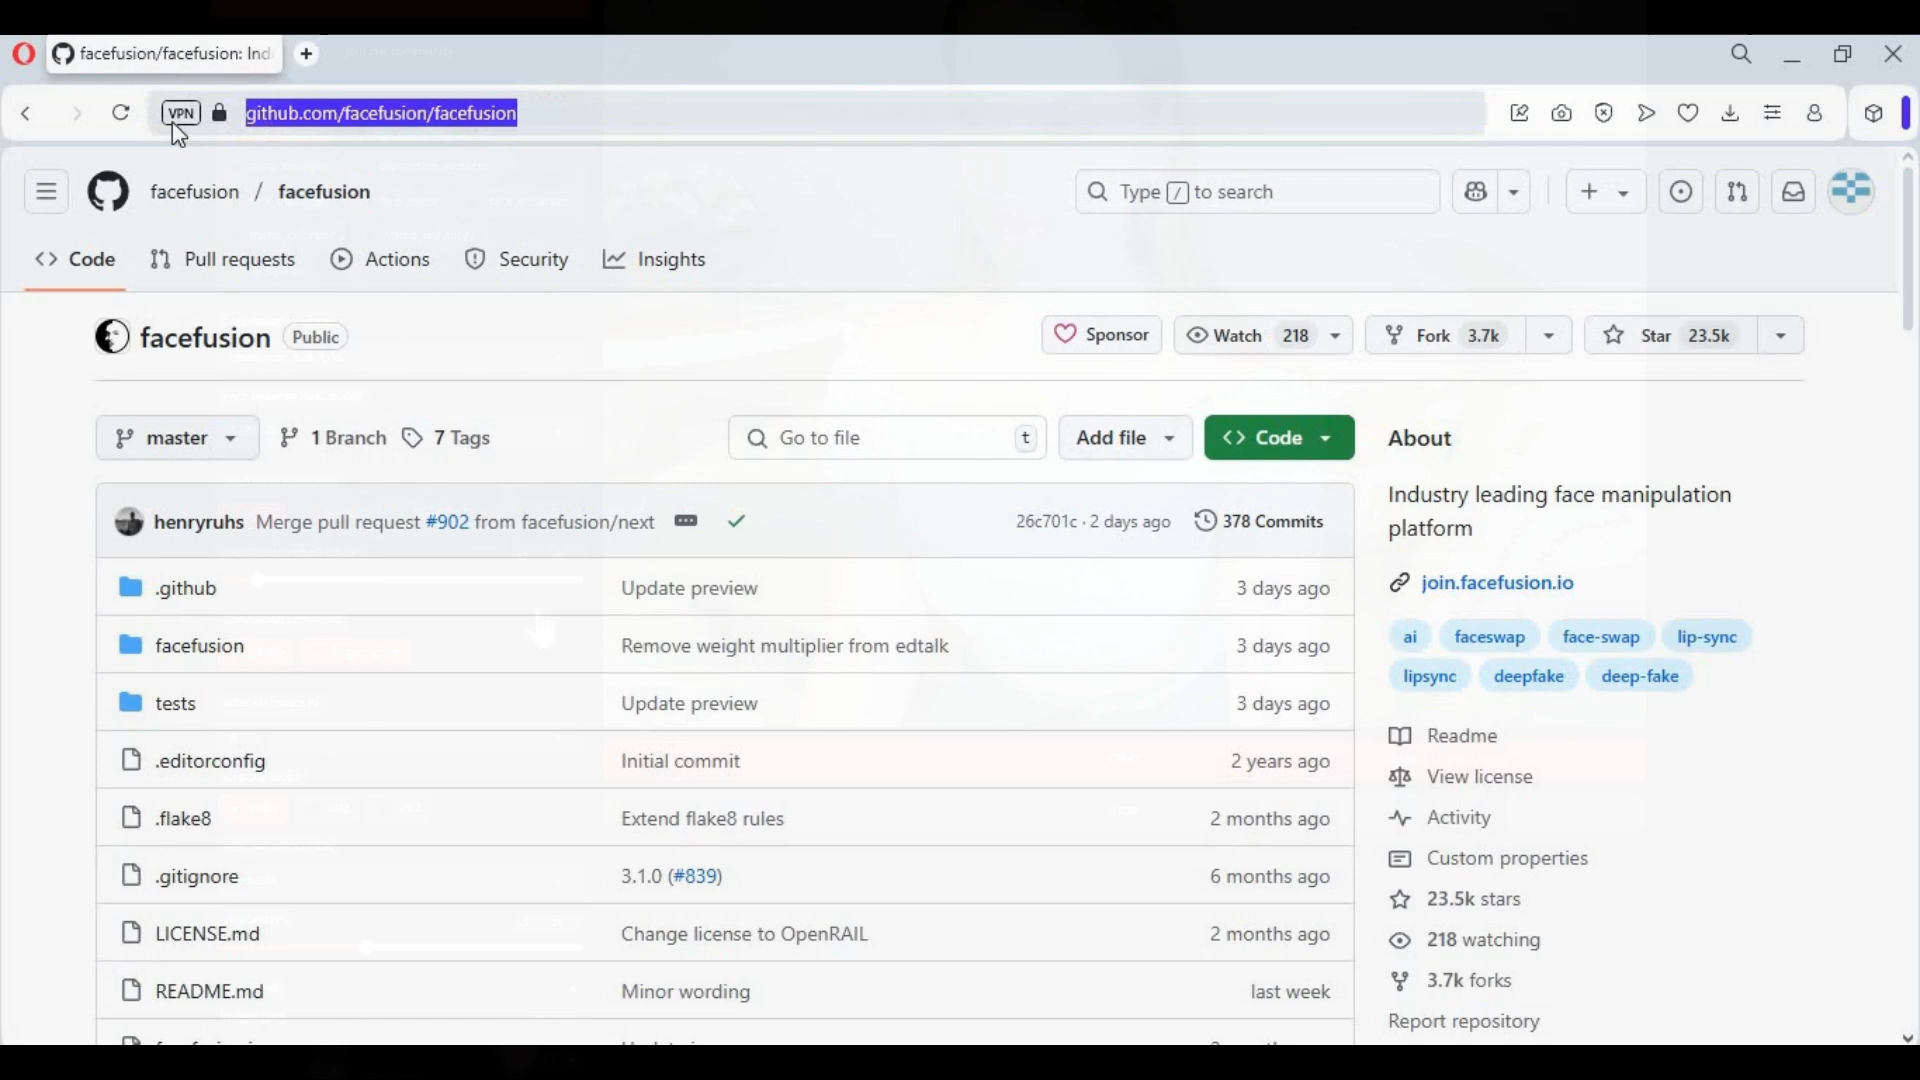 facefusion/facefusion: Ind
VPN github.com/facefusion/facefusion
facefusion / facefusion
Type / to search
Code Pull requests Actions Security Insights
facefusion Public
Sponsor Watch 218 Fork 3.7k Star 23.5k
master 1 Branch 7 Tags Go to file t Add file Code
About
Industry leading face manipulation
platform
henryruhs Merge pull request #902 from facefusion/next 26c701c · 2 days ago 378 Commits
.github Update preview 3 days ago
join.facefusion.io
facefusion Remove weight multiplier from edtalk 3 days ago
ai faceswap face-swap lip-sync
lipsync deepfake deep-fake
tests Update preview 3 days ago
Readme
.editorconfig Initial commit 2 years ago
View license
.flake8 Extend flake8 rules 2 months ago
Activity
Custom properties
.gitignore 3.1.0 (#839) 6 months ago
23.5k stars
LICENSE.md Change license to OpenRAIL 2 months ago
218 watching
README.md Minor wording last week
3.7k forks
Report repository